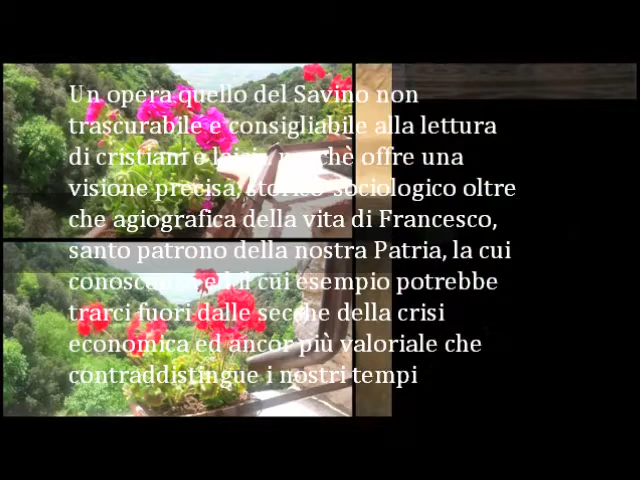 Un opera quello del Savino non
trascurabile e consigliabile alla lettura
di cristiani e laici, perchè offre una
visione precisa, storico-sociologico oltre
che agiografica della vita di Francesco,
santo patrono della nostra Patria, la cui
ed il cui esempio potrebbe
trarci fuori dalle secche della crisi
economica ed ancor più valoriale che
contraddistingue i nostri tempi